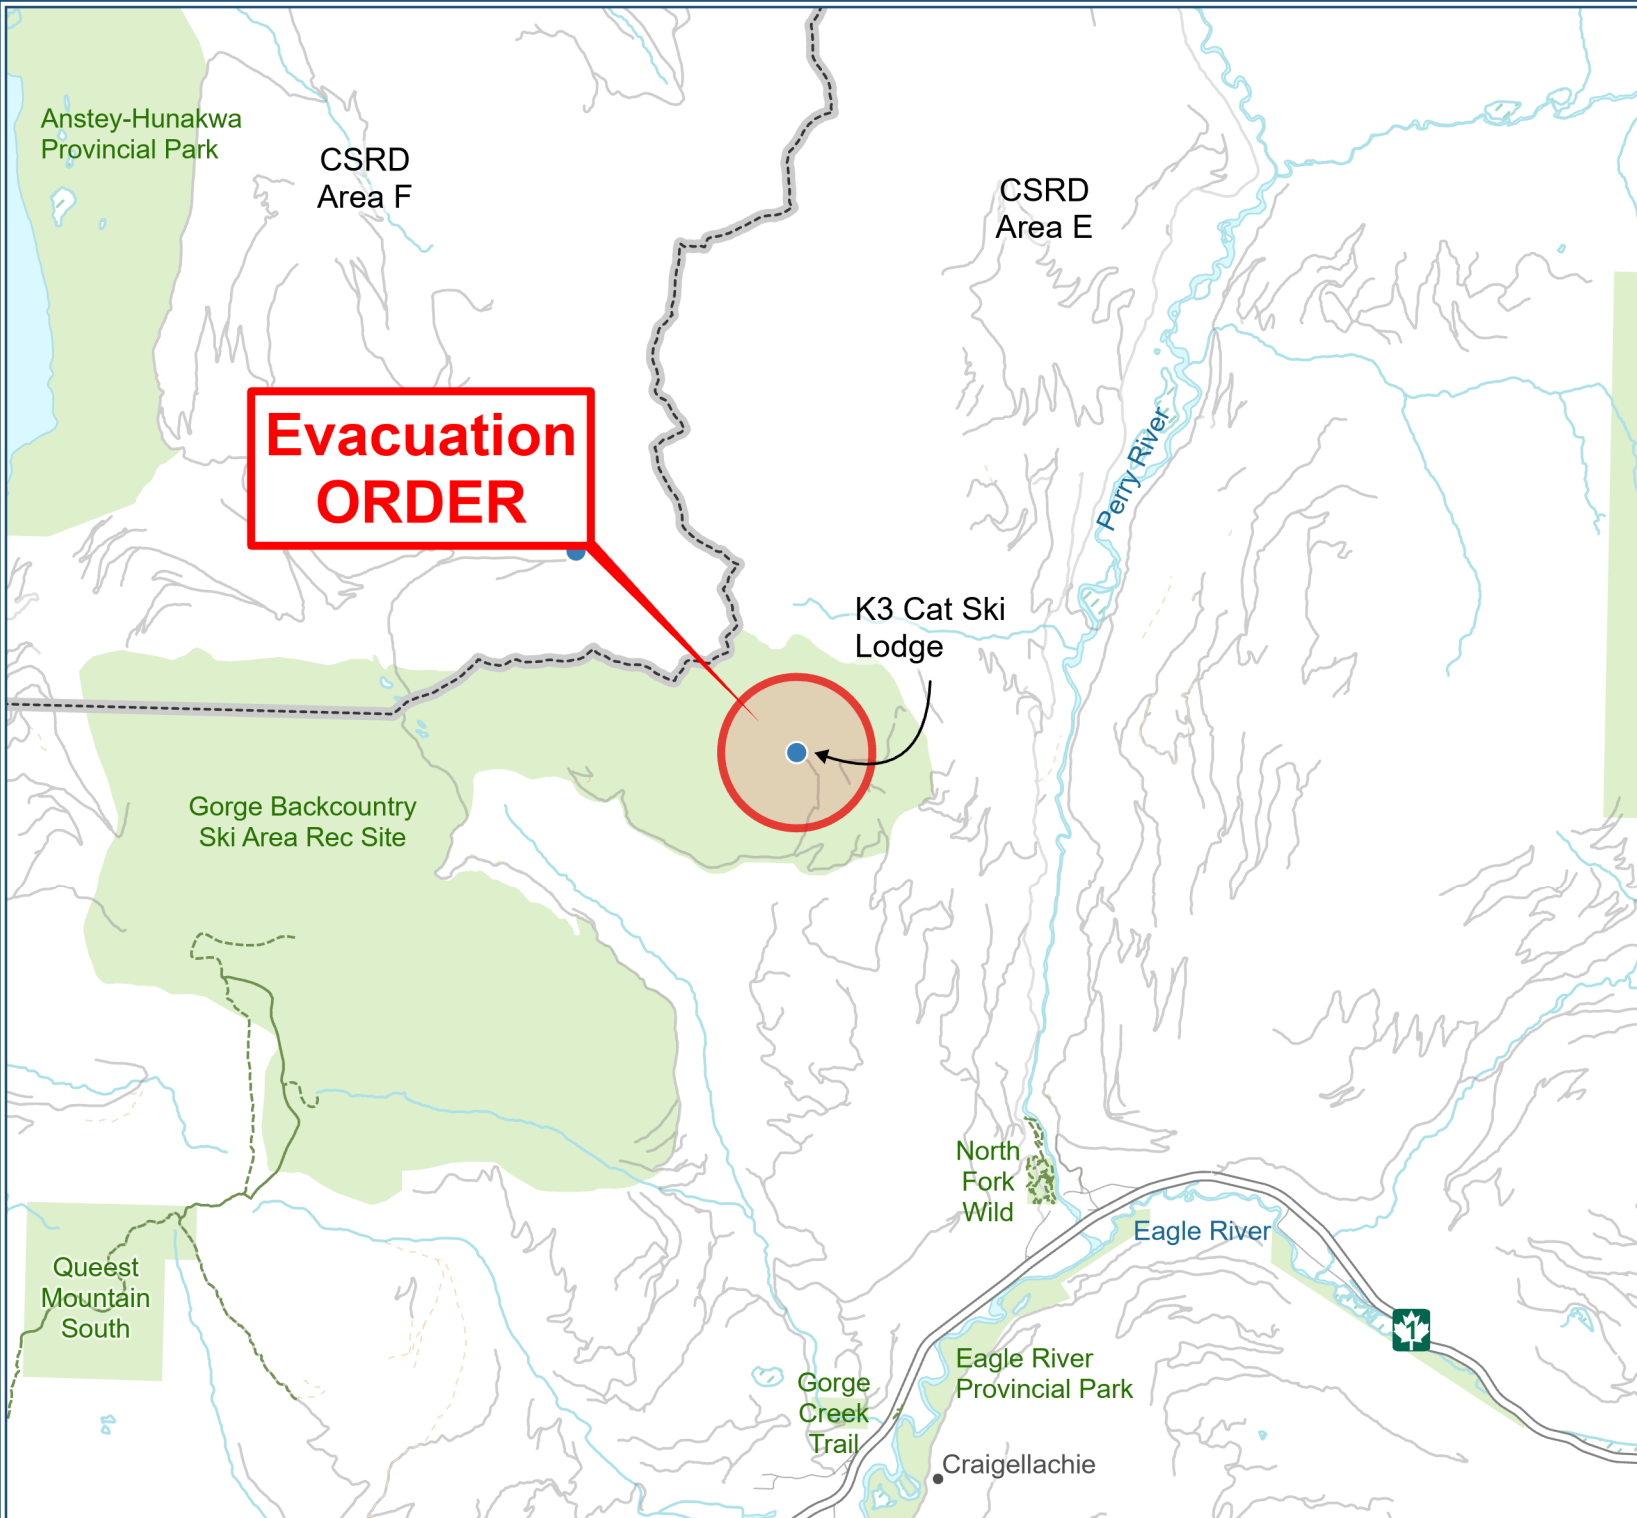 Anstey-Hunakwa
Provincial Park
CSRD
Area F
CSRD
Area E
Evacuation
ORDER
Perry River
K3 Cat Ski
Lodge
Gorge Backcountry
Ski Area Rec Site
North
Fork
Wild
Eagle River
Queest
Mountain
South
1
Eagle River
Provincial Park
Gorge
Creek
Trail
Craigellachie